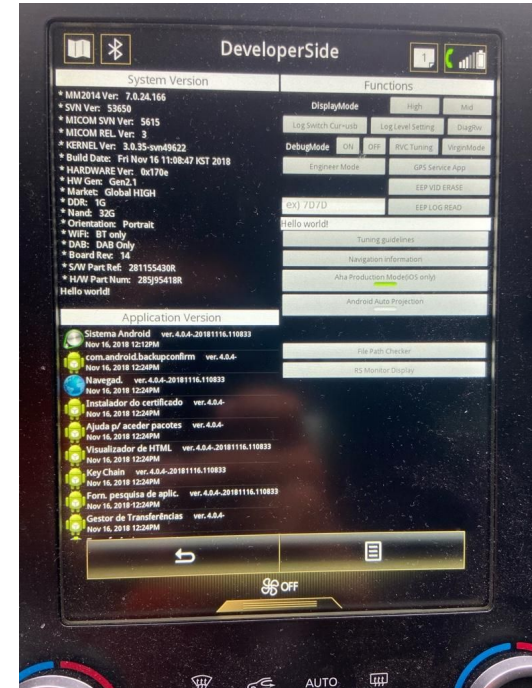 DeveloperSide
1
System Version
* MM2014 Ver: 7.0.24.166
* SVN Ver: 53650
* MICOM SVN Ver: 5615
* MICOM REL Ver: 3
* KERNEL Ver: 3.0.35-svn49622
* Build Date: Fri Nov 16 11:08:47 KST 2018
* HARDWARE Ver: 0x170e
* HW Gen: Gen2.1
* Market: Global HIGH
* DDR: 1G
* Nand: 32G
* Orientation: Portrait
* WiFi: BT only
* DAB: DAB Only
* Board Rev: 14
* S/W Part Ref: 281155430R
* H/W Part Num: 285J95418R
Hello world!
Application Version
Sistema Android ver. 4.0.4-.20181116.110833
Nov 16, 2018 12:12PM
com.android.backupconfirm ver. 4.0.4-
Nov 16, 2018 12:24PM
Navegad. ver. 4.0.4-.20181116.110833
Nov 16, 2018 12:24PM
Instalador do certificado ver. 4.0.4-
Nov 16, 2018 12:24PM
Ajuda p/ aceder pacotes ver. 4.0.4-
Nov 16, 2018 12:24PM
Visualizador de HTML ver. 4.0.4-
Nov 16, 2018 12:24PM
Key Chain ver. 4.0.4-.20181116.110833
Nov 16, 2018 12:24PM
Forn. pesquisa de aplic. ver. 4.0.4-.20181116.110833
Nov 16, 2018 12:24PM
Gestor de Transferências ver. 4.0.4-
Nov 16, 2018 12:24PM
Functions
DisplayMode High Mid
Log Switch Cur=usb Log Level Setting DiagRw
DebugMode ON OFF RVC Tuning VirginMode
Engineer Mode GPS Service App
EEP VID ERASE
ex) 7D7D EEP LOG READ
Hello world!
Tuning guidelines
Navigation Information
Aha Production Mode(iOS only)
Android Auto Projection
File Path Checker
RS Monitor Display
OFF
AUTO